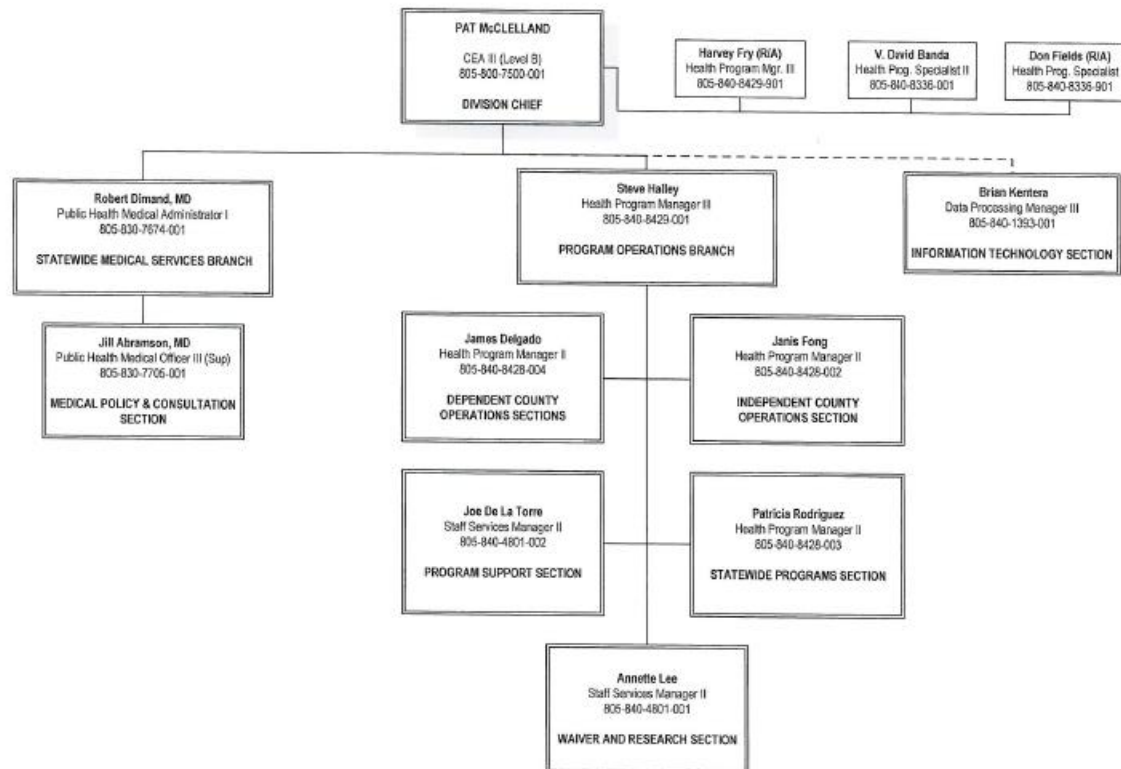 PAT McCLELLAND
CEA III (Level B)
805-800-7500-001
DIVISION CHIEF
Harvey Fry (R/A)
Health Program Mgr. III
805-840-8429-901
V. David Banda
Health Prog. Specialist II
805-840-8336-001
Don Fields (R/A)
Health Prog. Specialist
805-840-8336-901
Robert Dimand, MD
Public Health Medical Administrator I
805-830-7674-001
STATEWIDE MEDICAL SERVICES BRANCH
Steve Halley
Health Program Manager III
805-840-8429-001
PROGRAM OPERATIONS BRANCH
Brian Kentera
Data Processing Manager III
805-840-1393-001
INFORMATION TECHNOLOGY SECTION
Jill Abramson, MD
Public Health Medical Officer III (Sup)
805-830-7705-001
MEDICAL POLICY & CONSULTATION
SECTION
James Delgado
Health Program Manager II
805-840-8428-004
DEPENDENT COUNTY
OPERATIONS SECTIONS
Janis Fong
Health Program Manager II
805-840-8428-002
INDEPENDENT COUNTY
OPERATIONS SECTION
Joe De La Torre
Staff Services Manager II
805-840-4801-002
PROGRAM SUPPORT SECTION
Patricia Rodriguez
Health Program Manager II
805-840-8428-003
STATEWIDE PROGRAMS SECTION
Annette Lee
Staff Services Manager II
805-840-4801-001
WAIVER AND RESEARCH SECTION